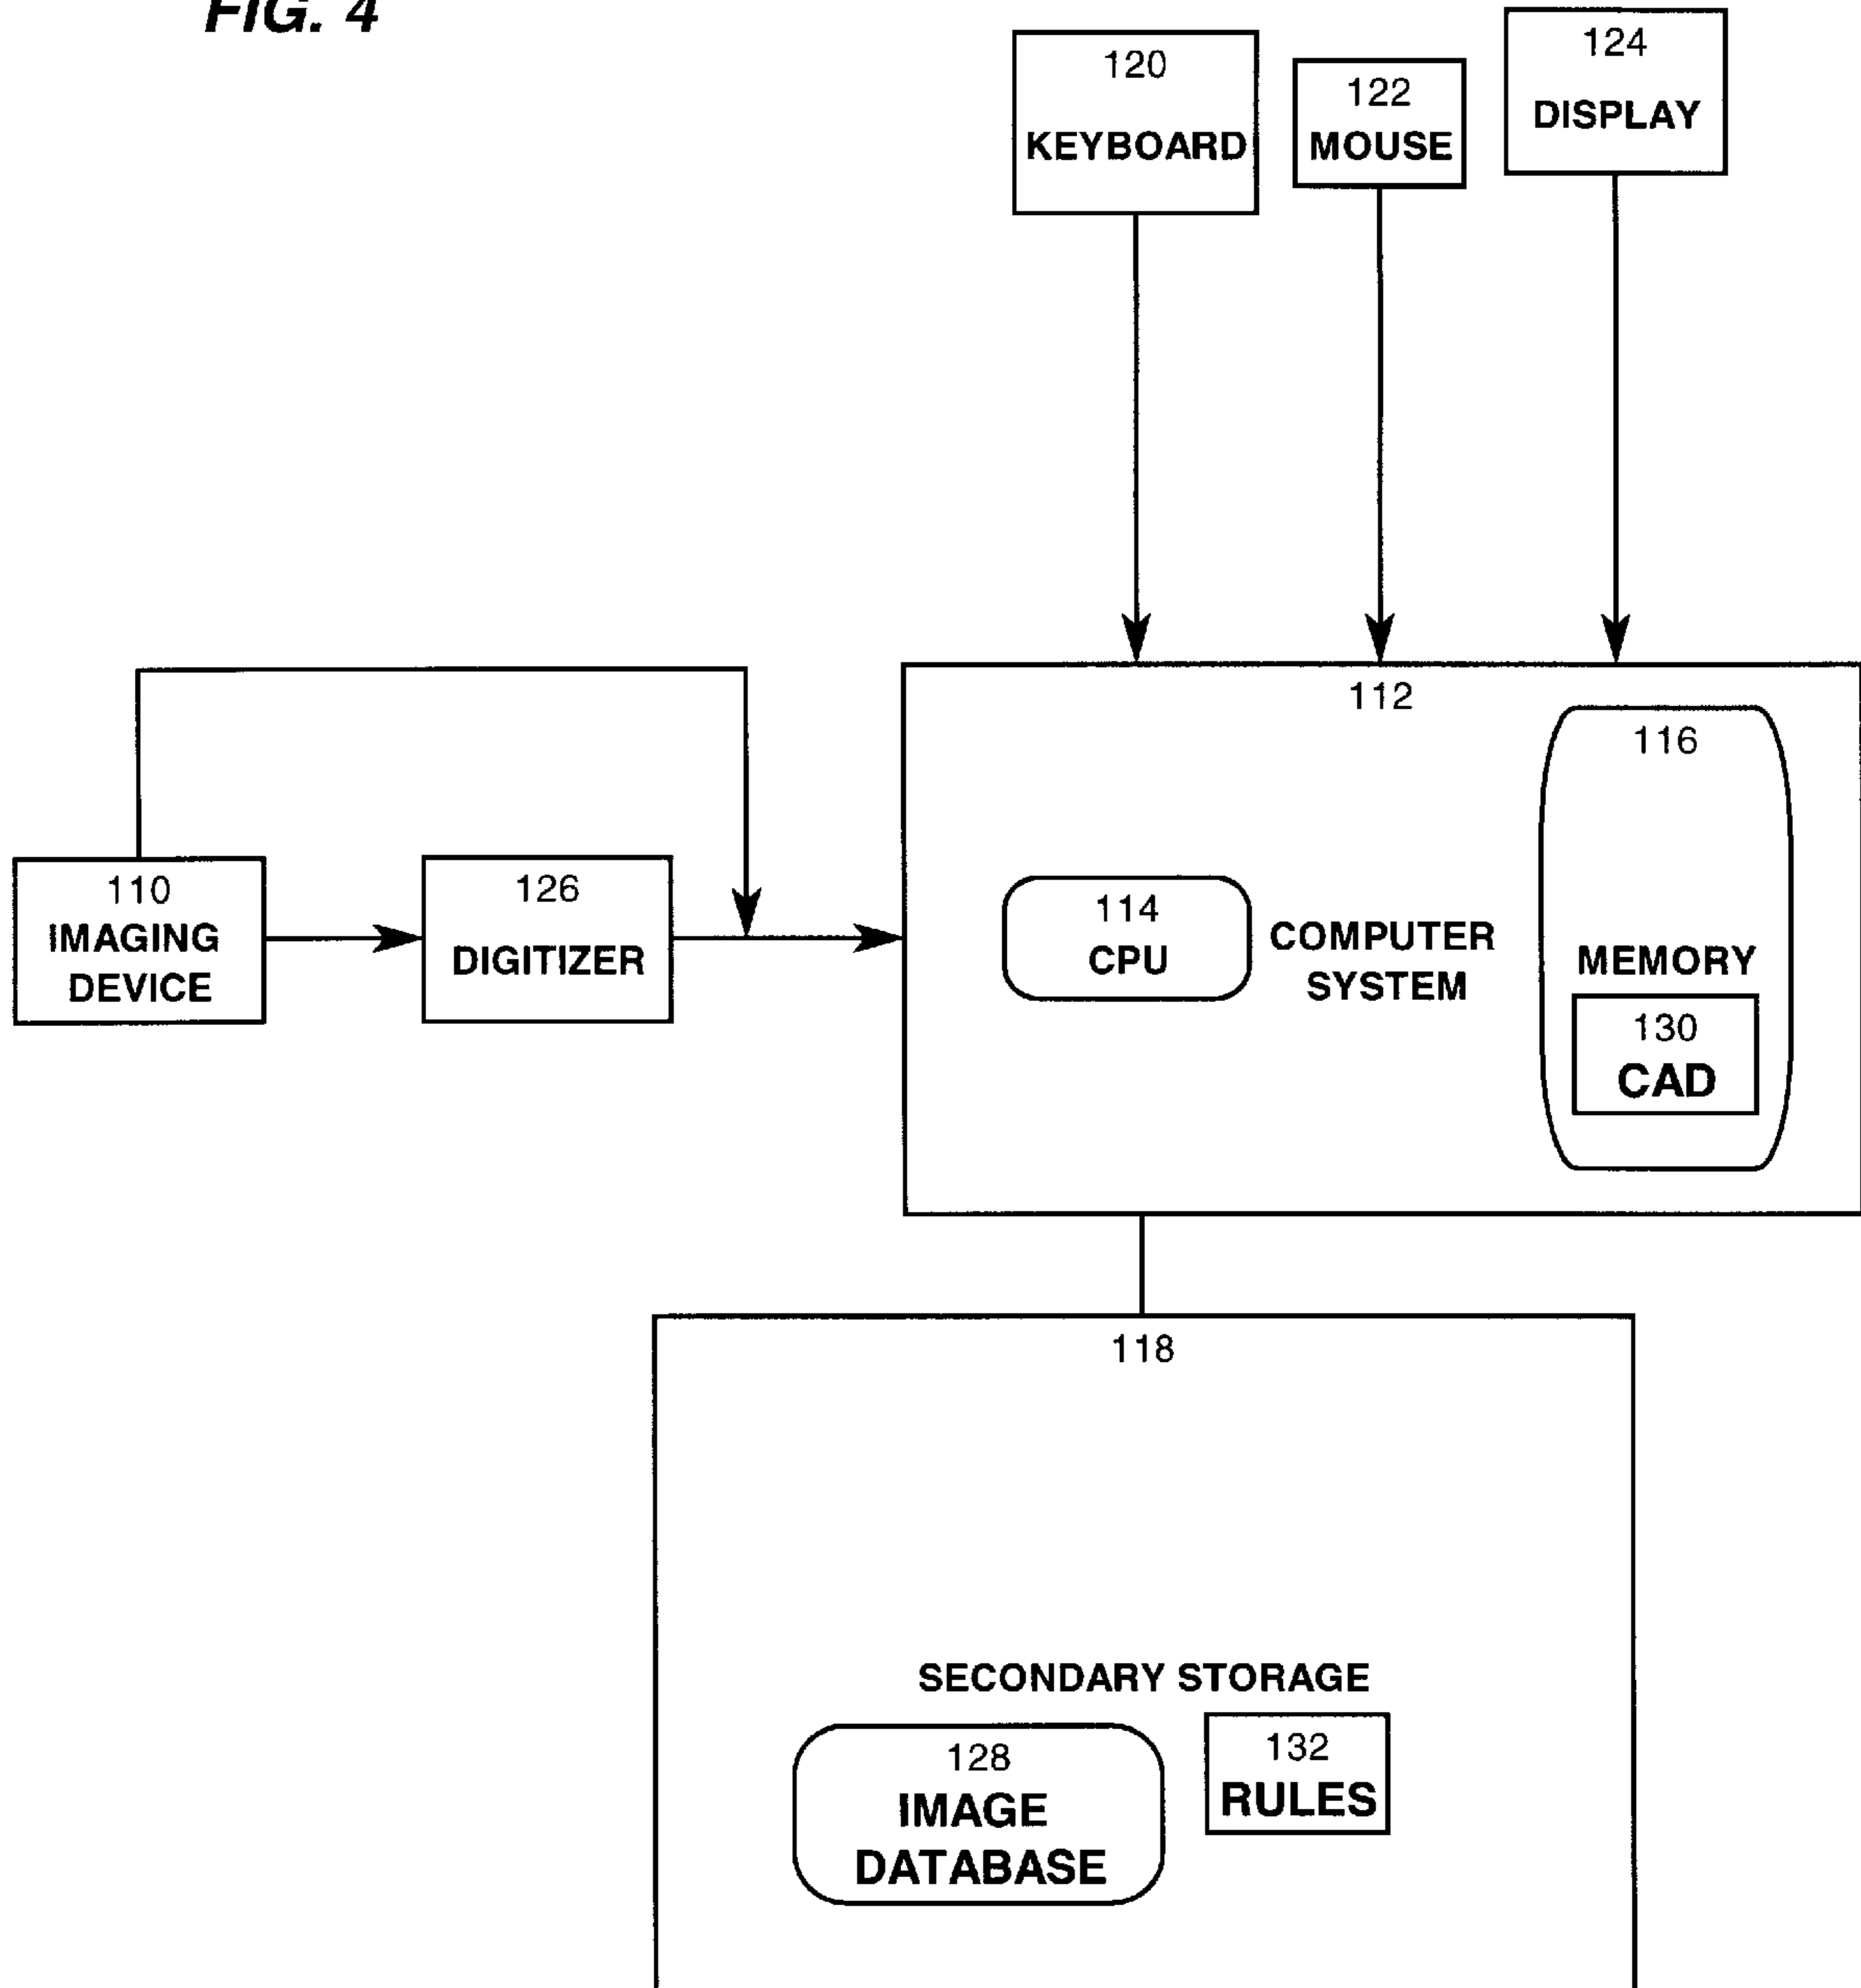 FIG. 4
120
KEYBOARD
122
MOUSE
124
DISPLAY
112
116
110
IMAGING
DEVICE
126
DIGITIZER
114
CPU
COMPUTER
SYSTEM
MEMORY
130
CAD
118
SECONDARY STORAGE
128
IMAGE
DATABASE
132
RULES